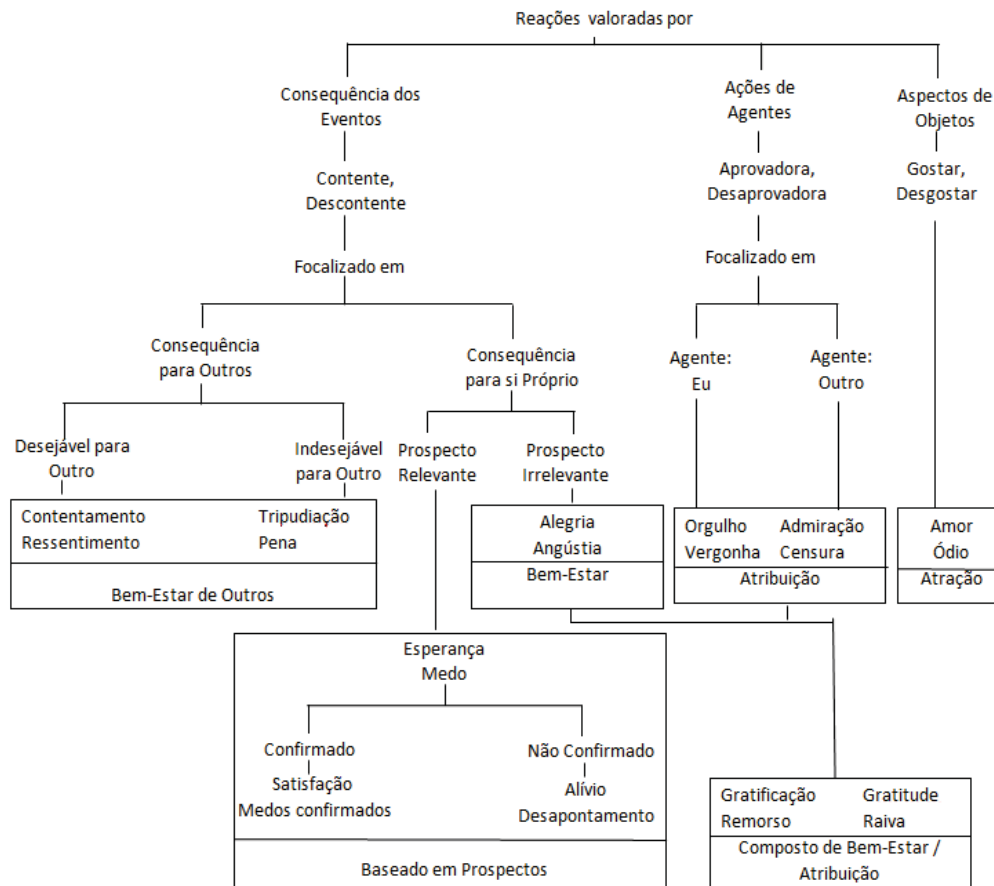 Reações valoradas por
Consequência dos
Eventos
Ações de
Agentes
Aspectos de
Objetos
Contente,
Descontente
Aprovadora,
Desaprovadora
Gostar,
Desgostar
Focalizado em
Focalizado em
Consequência
para Outros
Consequência
para si Próprio
Agente:
Eu
Agente:
Outro
Desejável para
Outro
Indesejável
para Outro
Prospecto
Relevante
Prospecto
Irrelevante
Contentamento
Ressentimento
Tripudiação
Pena
Bem-Estar de Outros
Alegria
Angústia
Bem-Estar
Orgulho
Vergonha
Admiração
Censura
Atribuição
Amor
Ódio
Atração
Esperança
Medo
Confirmado
Não Confirmado
Satisfação
Medos confirmados
Alívio
Desapontamento
Baseado em Prospectos
Gratificação
Remorso
Gratitude
Raiva
Composto de Bem-Estar /
Atribuição